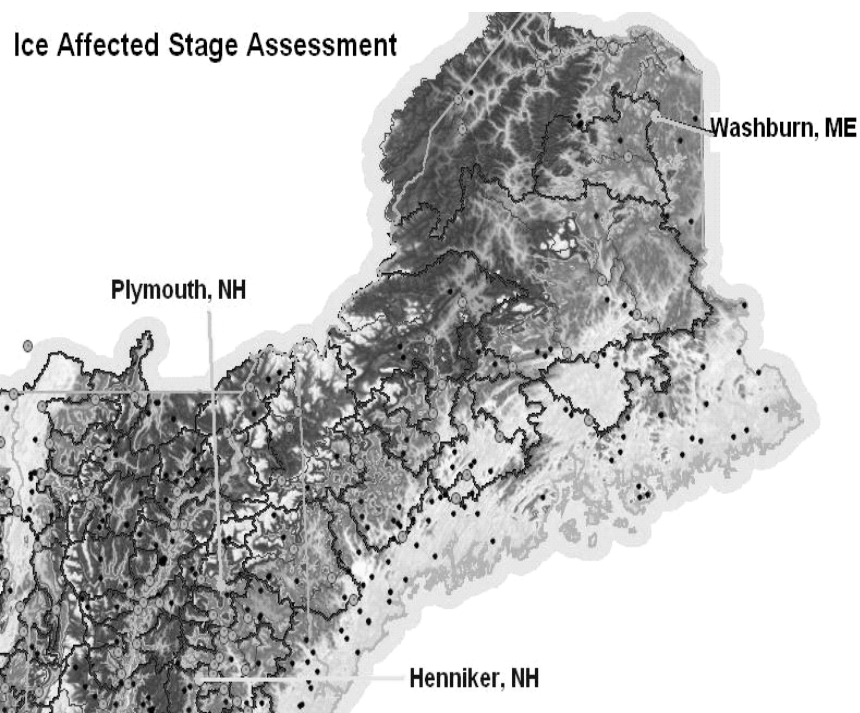 Ice Affected Stage Assessment
Washburn, ME
Plymouth, NH
Henniker, NH